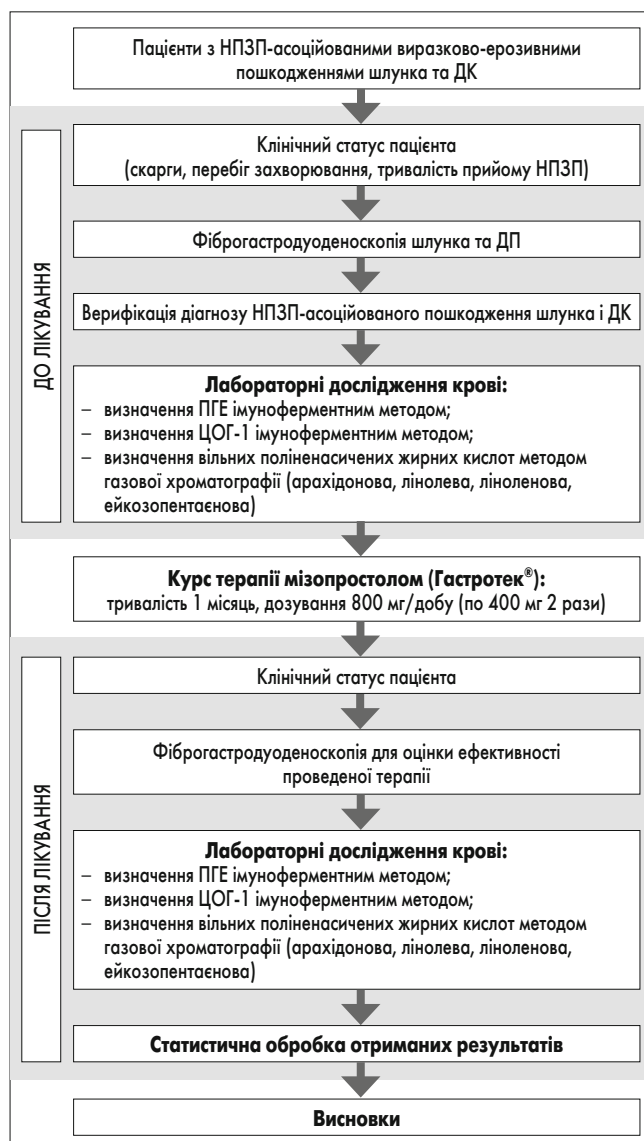 Пацієнти з НПЗП-асоційованими виразково-ерозивними
пошкодженнями шлунка та ДК
ДО ЛІКУВАННЯ
Клінічний статус пацієнта
(скарги, перебіг захворювання, тривалість прийому НПЗП)
Фіброгастродуоденоскопія шлунка та ДП
Верифікація діагнозу НПЗП-асоційованого пошкодження шлунка і ДК
Лабораторні дослідження крові:
– визначення ПГЕ імуноферментним методом;
– визначення ЦОГ-1 імуноферментним методом;
– визначення вільних поліненасичених жирних кислот методом
газової хроматографії (арахідонова, лінолева, ліноленова,
ейкозопентаєнова)
Курс терапії мізопростолом (Гастротек®):
тривалість 1 місяць, дозування 800 мг/добу (по 400 мг 2 рази)
ПІСЛЯ ЛІКУВАННЯ
Клінічний статус пацієнта
Фіброгастродуоденоскопія для оцінки ефективності
проведеної терапії
Лабораторні дослідження крові:
– визначення ПГЕ імуноферментним методом;
– визначення ЦОГ-1 імуноферментним методом;
– визначення вільних поліненасичених жирних кислот методом
газової хроматографії (арахідонова, лінолева, ліноленова,
ейкозопентаєнова)
Статистична обробка отриманих результатів
Висновки